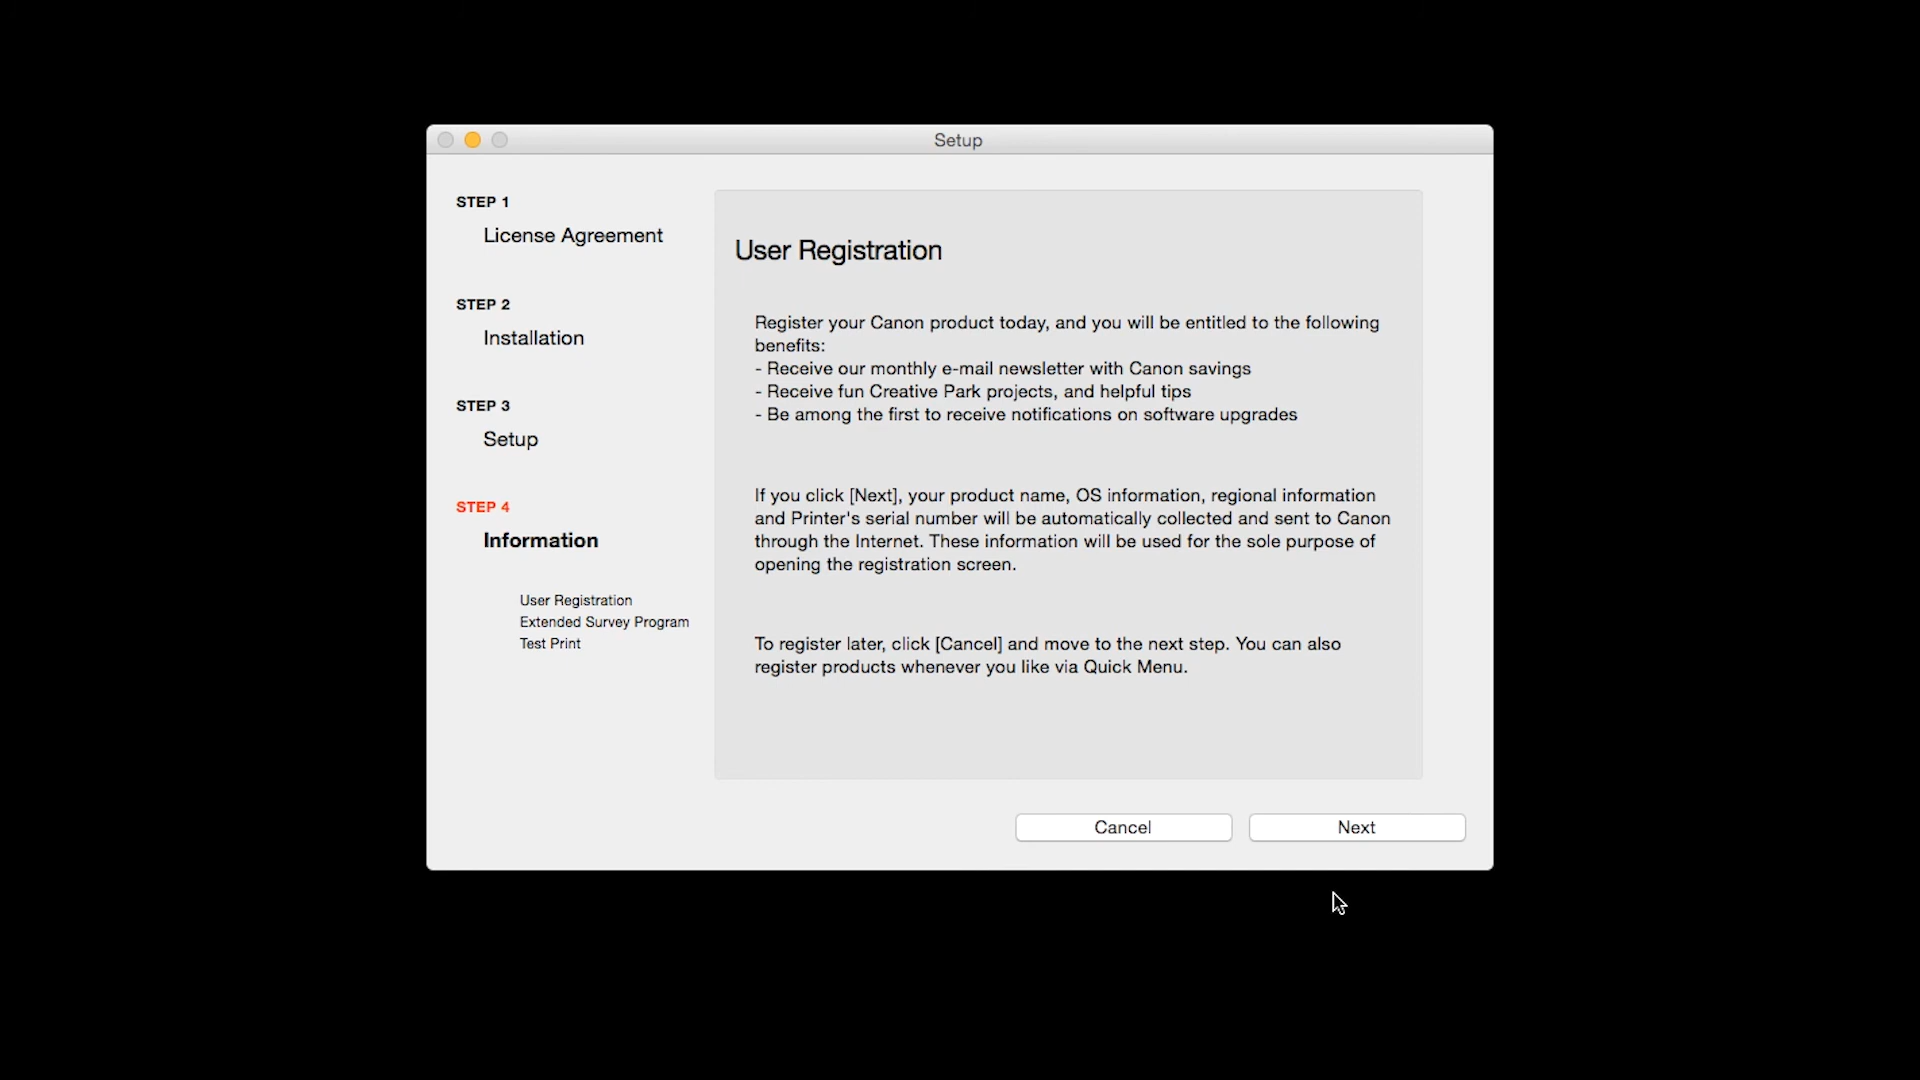 Setup
STEP 1
License Agreement
STEP 2
Installation
STEP 3
Setup
STEP 4
Information
User Registration
Extended Survey Program
Test Print
User Registration
Register your Canon product today, and you will be entitled to the following
benefits:
- Receive our monthly e-mail newsletter with Canon savings
- Receive fun Creative Park projects, and helpful tips
- Be among the first to receive notifications on software upgrades
If you click [Next], your product name, OS information, regional information
and Printer's serial number will be automatically collected and sent to Canon
through the Internet. These information will be used for the sole purpose of
opening the registration screen.
To register later, click [Cancel] and move to the next step. You can also
register products whenever you like via Quick Menu.
Cancel
Next